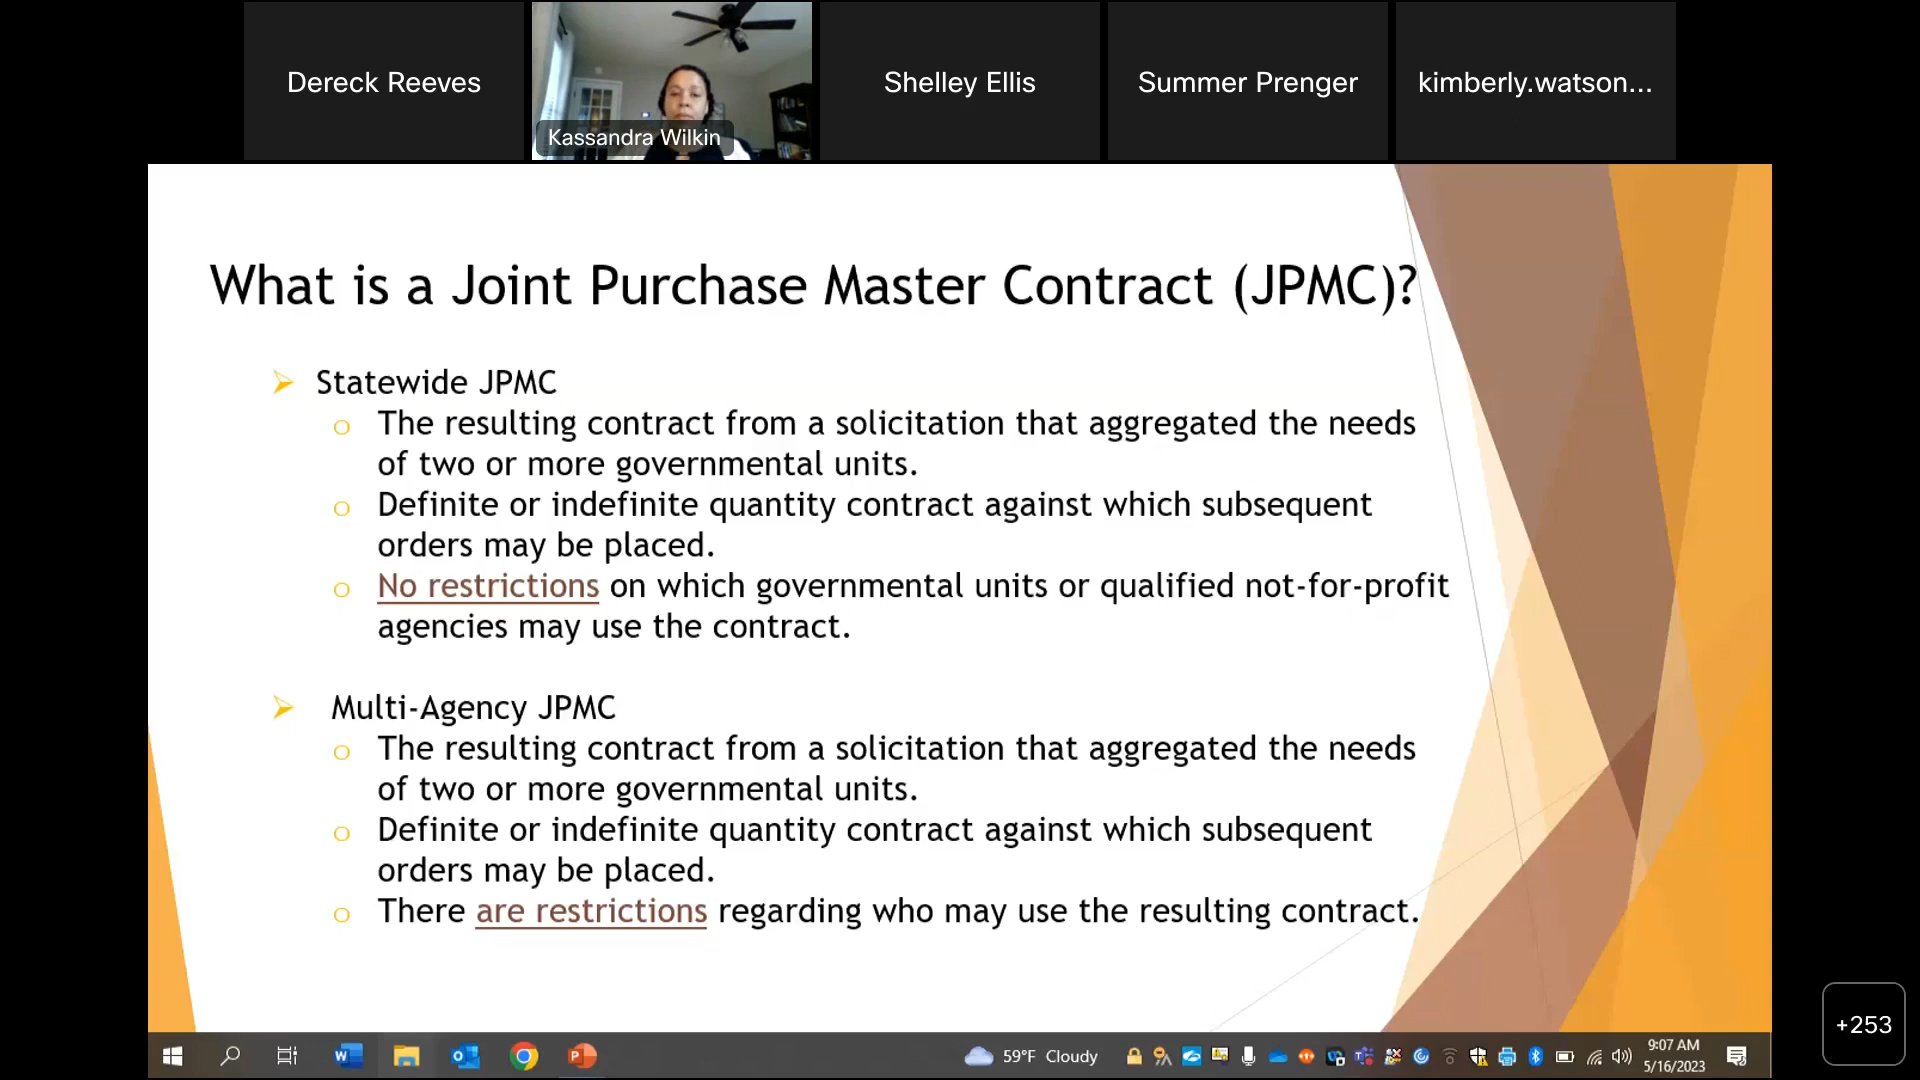 Dereck Reeves
Kassandra Wilkin
Shelley Ellis
Summer Prenger
kimberly.watson...
What is a Joint Purchase Master Contract (JPMC)?
Statewide JPMC
The resulting contract from a solicitation that aggregated the needs
of two or more governmental units.
Definite or indefinite quantity contract against which subsequent
orders may be placed.
No restrictions on which governmental units or qualified not-for-profit
agencies may use the contract.
Multi-Agency JPMC
The resulting contract from a solicitation that aggregated the needs
of two or more governmental units.
Definite or indefinite quantity contract against which subsequent
orders may be placed.
There are restrictions regarding who may use the resulting contract.
+253
59°F Cloudy
9:07 AM
5/16/2023